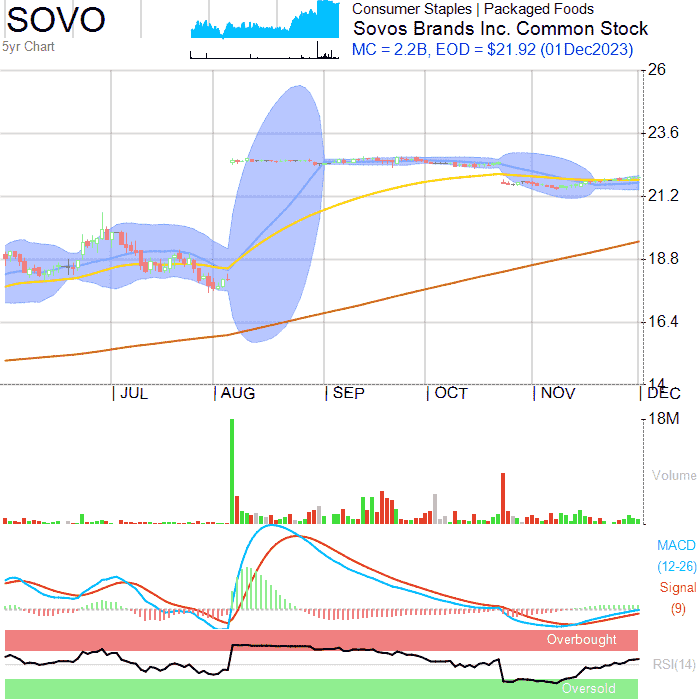 SOVO
Consumer Staples | Packaged Foods
Sovos Brands Inc. Common Stock
5yr Chart
MC = 2.2B, EOD = $21.92 (01Dec2023)
26
23.6
21.2
18.8
16.4
14
JUL AUG SEP OCT NOV DEC
18M
Volume
MACD
(12-26)
Signal
(9)
Overbought
RSI(14)
Oversold